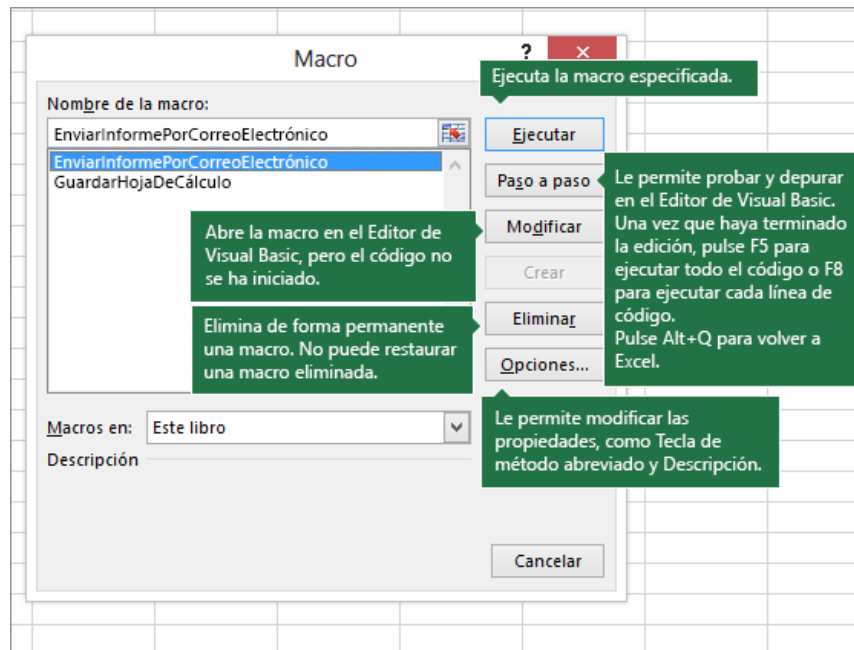 Macro
?
×
Ejecuta la macro especificada.
Nombre de la macro:
EnviarInformePorCorreoElectrónico
Ejecutar
EnviarInformePorCorreoElectrónico
GuardarHojaDeCálculo
Paso a paso
Le permite probar y depurar
en el Editor de Visual Basic.
Una vez que haya terminado
la edición, pulse F5 para
ejecutar todo el código o F8
para ejecutar cada línea de
código.
Pulse Alt+Q para volver a
Excel.
Abre la macro en el Editor de
Visual Basic, pero el código no
se ha iniciado.
Modificar
Crear
Elimina de forma permanente
una macro. No puede restaurar
una macro eliminada.
Eliminar
Opciones...
Le permite modificar las
propiedades, como Tecla de
método abreviado y Descripción.
Macros en:
Este libro
Descripción
Cancelar